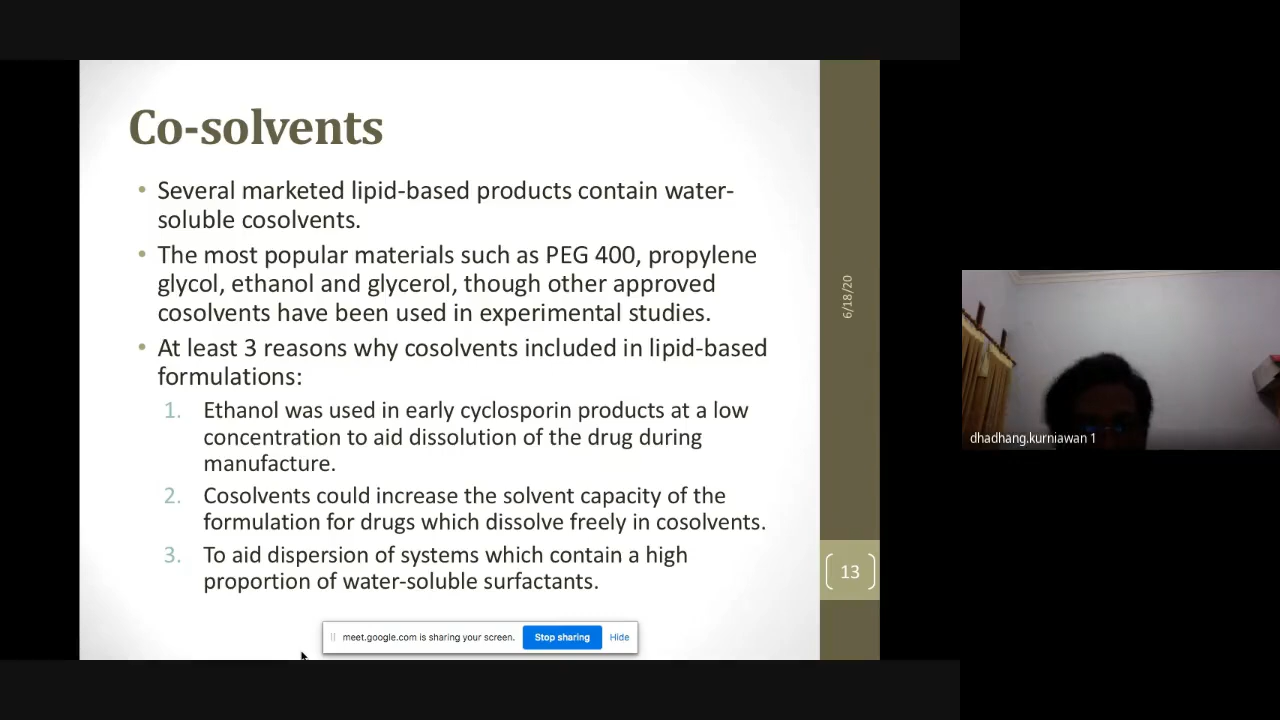 Co-solvents
• Several marketed lipid-based products contain water-
soluble cosolvents.
• The most popular materials such as PEG 400, propylene
glycol, ethanol and glycerol, though other approved
cosolvents have been used in experimental studies.
• At least 3 reasons why cosolvents included in lipid-based
formulations:
1. Ethanol was used in early cyclosporin products at a low
concentration to aid dissolution of the drug during
manufacture.
2. Cosolvents could increase the solvent capacity of the
formulation for drugs which dissolve freely in cosolvents.
3. To aid dispersion of systems which contain a high
proportion of water-soluble surfactants.
6/18/20
13
meet.google.com is sharing your screen. Stop sharing Hide
dhadhang.kurniawan 1